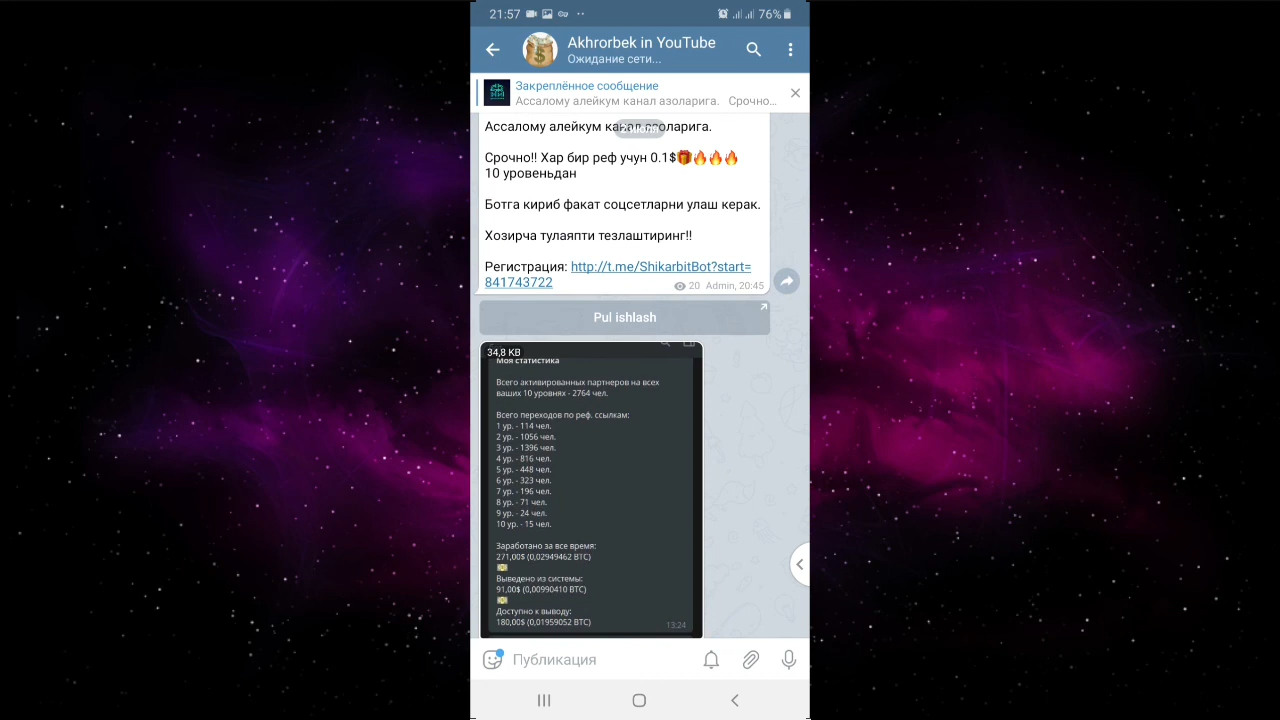 21:57
76%
Akhrorbek in YouTube
Ожидание сети...
Закреплённое сообщение
Ассалому алейкум канал азоларига. Срочно...
Ассалому алейкум канал азоларига.
Срочно!! Хар бир реф учун 0.1$🎁🔥🔥🔥
10 уровеньдан
Ботга кириб факат соцсетларни улаш керак.
Хозирча тулаяпти тезлаштиринг!!
Регистрация: http://t.me/ShikarbitBot?start=
841743722
20 Admin, 20:45
Pul ishlash
34,8 KB
Моя статистика
Всего активированных партнеров на всех
ваших 10 уровнях - 2764 чел.
Всего переходов по реф. ссылкам:
1 ур. - 114 чел.
2 ур. - 1056 чел.
3 ур. - 1396 чел.
4 ур. - 816 чел.
5 ур. - 448 чел.
6 ур. - 323 чел.
7 ур. - 196 чел.
8 ур. - 71 чел.
9 ур. - 24 чел.
10 ур. - 15 чел.
Заработано за все время:
271,00$ (0,02949462 BTC)
Выведено из системы:
91,00$ (0,00990410 BTC)
Доступно к выводу:
180,00$ (0,01959052 BTC)
13:24
Публикация